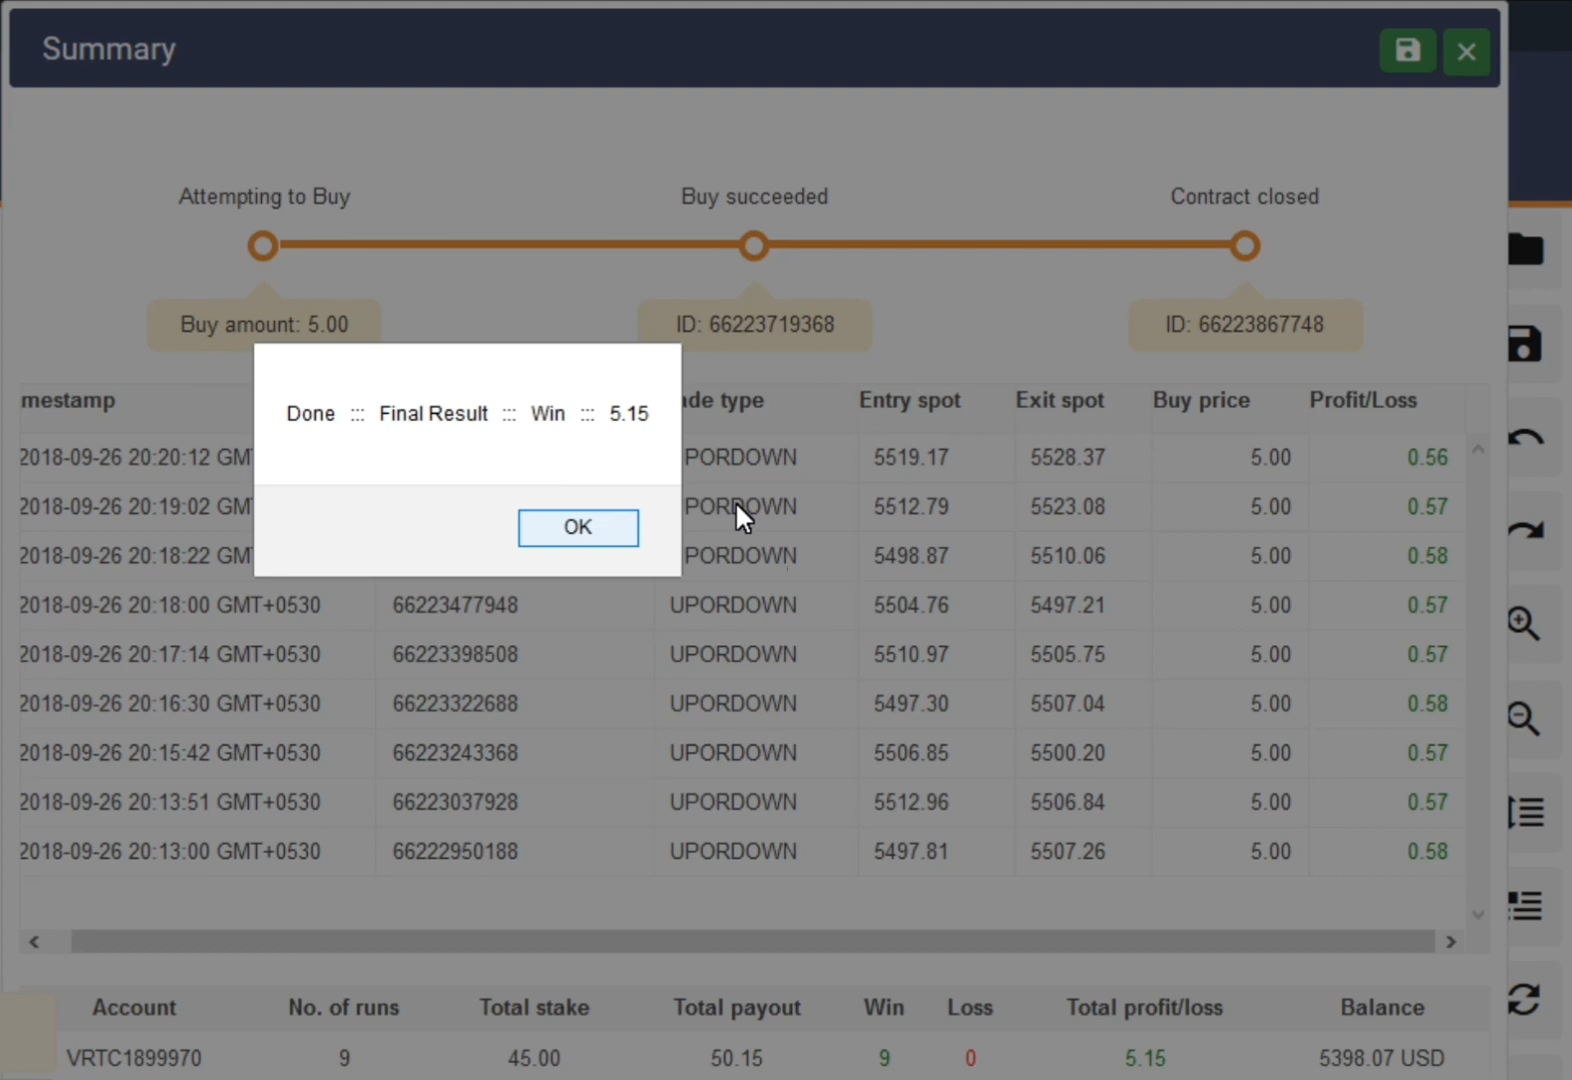 Summary
Attempting to Buy
Buy succeeded
Contract closed
Buy amount: 5.00
ID: 66223719368
ID: 66223867748
Done ::: Final Result ::: Win ::: 5.15
OK
mestamp ade type Entry spot Exit spot Buy price Profit/Loss
2018-09-26 20:20:12 GM PORDOWN 5519.17 5528.37 5.00 0.56
2018-09-26 20:19:02 GM PORDOWN 5512.79 5523.08 5.00 0.57
2018-09-26 20:18:22 GM PORDOWN 5498.87 5510.06 5.00 0.58
2018-09-26 20:18:00 GMT+0530 66223477948 UPORDOWN 5504.76 5497.21 5.00 0.57
2018-09-26 20:17:14 GMT+0530 66223398508 UPORDOWN 5510.97 5505.75 5.00 0.57
2018-09-26 20:16:30 GMT+0530 66223322688 UPORDOWN 5497.30 5507.04 5.00 0.58
2018-09-26 20:15:42 GMT+0530 66223243368 UPORDOWN 5506.85 5500.20 5.00 0.57
2018-09-26 20:13:51 GMT+0530 66223037928 UPORDOWN 5512.96 5506.84 5.00 0.57
2018-09-26 20:13:00 GMT+0530 66222950188 UPORDOWN 5497.81 5507.26 5.00 0.58
Account No. of runs Total stake Total payout Win Loss Total profit/loss Balance
VRTC1899970 9 45.00 50.15 9 0 5.15 5398.07 USD